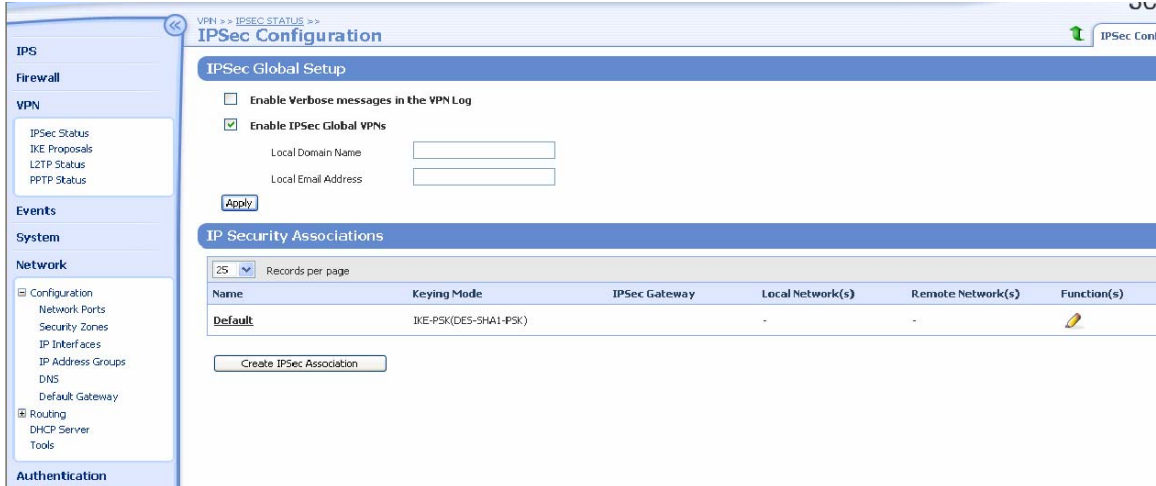 VPN >> IPSEC STATUS >>
IPSec Configuration
IPSec Conf
IPS
Firewall
VPN
IPSec Status
IKE Proposals
L2TP Status
PPTP Status
Events
System
Network
Configuration
Network Ports
Security Zones
IP Interfaces
IP Address Groups
DNS
Default Gateway
Routing
DHCP Server
Tools
Authentication
IPSec Global Setup
Enable Verbose messages in the VPN Log
Enable IPSec Global VPNs
Local Domain Name
Local Email Address
Apply
IP Security Associations
25 Records per page
Name Keying Mode IPSec Gateway Local Network(s) Remote Network(s) Function(s)
Default IKE-PSK(DES-SHA1-PSK) - -
Create IPSec Association